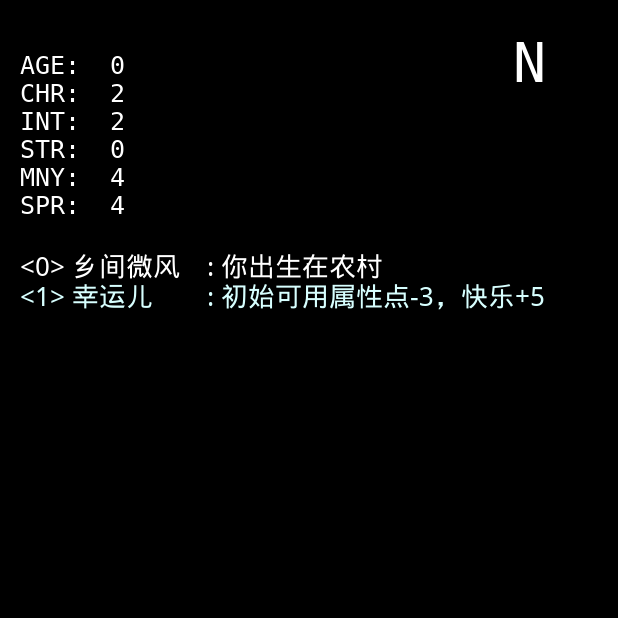 N
AGE: 0
CHR: 2
INT: 2
STR: 0
MNY: 4
SPR: 4
<0> 乡间微风 : 你出生在农村
<1> 幸运儿 : 初始可用属性点-3，快乐+5